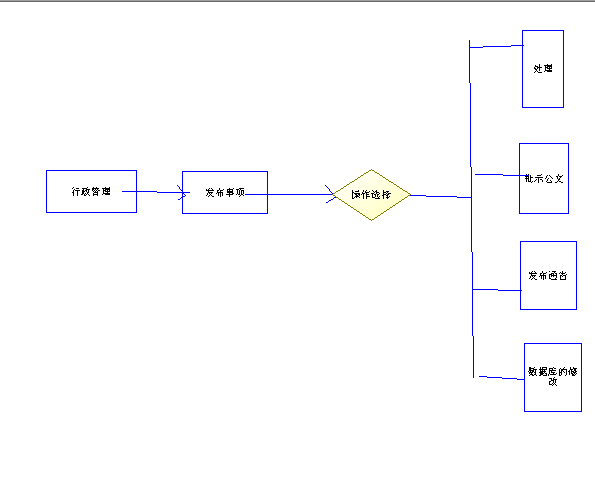 行政管理
发布事项
操作选择
处理
批示公文
发布通告
数据库的修
改